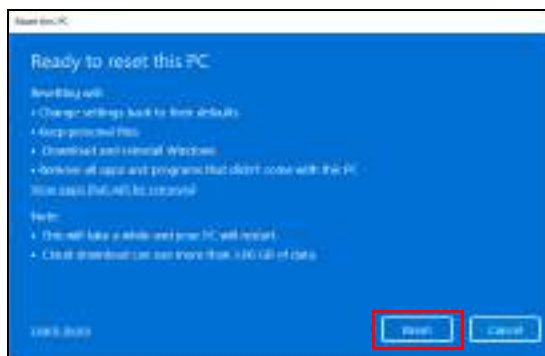 Reset this PC
Ready to reset this PC
Resetting will:
• Change settings back to their defaults
• Keep personal files
• Download and reinstall Windows
• Remove all apps and programs that didn't come with this PC
View apps that will be removed
Note:
• This will take a while and your PC will restart.
• Cloud download can use more than GB of data.
Learn more
Reset
Cancel